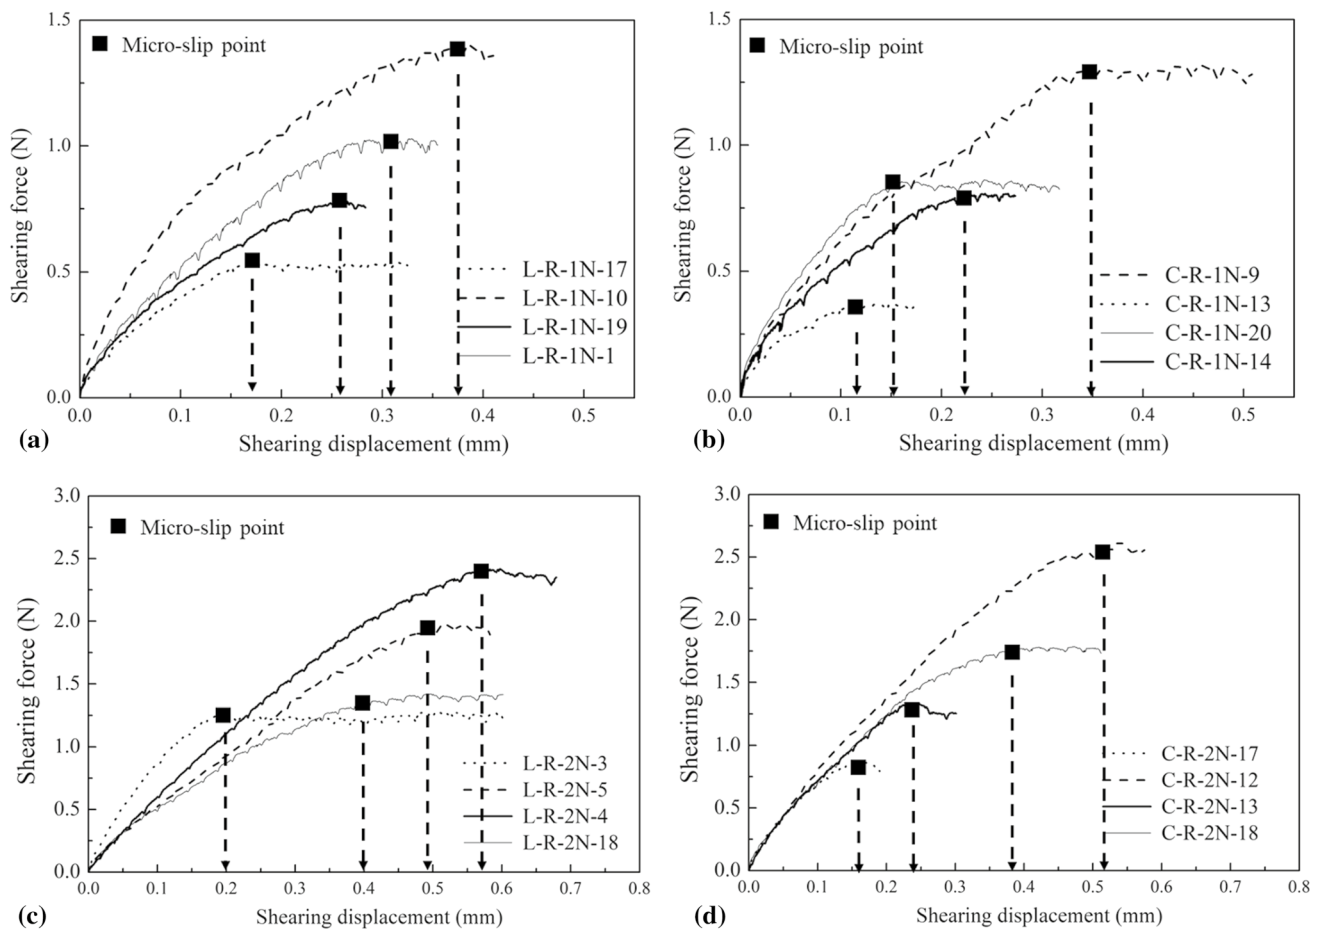 1.5
Micro-slip point
1.0
Shearing force (N)
0.5
L-R-1N-17
L-R-1N-10
L-R-1N-19
L-R-1N-1
0.0
0.0 0.1 0.2 0.3 0.4 0.5
(a)
Shearing displacement (mm)
1.5
Micro-slip point
1.0
Shearing force (N)
0.5
C-R-1N-9
C-R-1N-13
C-R-1N-20
C-R-1N-14
0.0
0.0 0.1 0.2 0.3 0.4 0.5
(b)
Shearing displacement (mm)
3.0
Micro-slip point
2.5
2.0
Shearing force (N)
1.5
1.0
L-R-2N-3
L-R-2N-5
0.5
L-R-2N-4
L-R-2N-18
0.0
0.0 0.1 0.2 0.3 0.4 0.5 0.6 0.7 0.8
(c)
Shearing displacement (mm)
3.0
Micro-slip point
2.5
2.0
Shearing force (N)
1.5
1.0
C-R-2N-17
C-R-2N-12
0.5
C-R-2N-13
C-R-2N-18
0.0
0.0 0.1 0.2 0.3 0.4 0.5 0.6 0.7 0.8
(d)
Shearing displacement (mm)